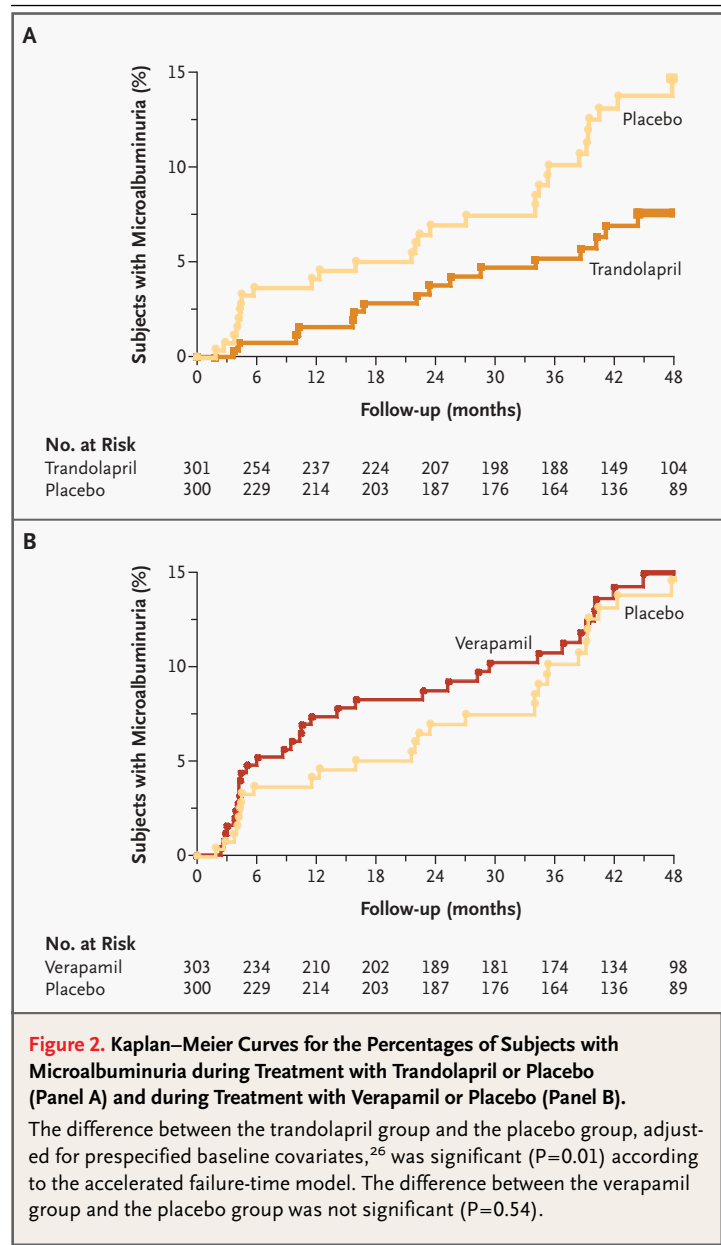 A
Subjects with Microalbuminuria (%)
15
10
5
0
Placebo
Trandolapril
0 6 12 18 24 30 36 42 48
Follow-up (months)
No. at Risk
Trandolapril 301 254 237 224 207 198 188 149 104
Placebo 300 229 214 203 187 176 164 136 89
B
Subjects with Microalbuminuria (%)
15
10
5
0
Verapamil
Placebo
0 6 12 18 24 30 36 42 48
Follow-up (months)
No. at Risk
Verapamil 303 234 210 202 189 181 174 134 98
Placebo 300 229 214 203 187 176 164 136 89
Figure 2. Kaplan–Meier Curves for the Percentages of Subjects with
Microalbuminuria during Treatment with Trandolapril or Placebo
(Panel A) and during Treatment with Verapamil or Placebo (Panel B).
The difference between the trandolapril group and the placebo group, adjust-
ed for prespecified baseline covariates,²⁶ was significant (P=0.01) according
to the accelerated failure-time model. The difference between the verapamil
group and the placebo group was not significant (P=0.54).